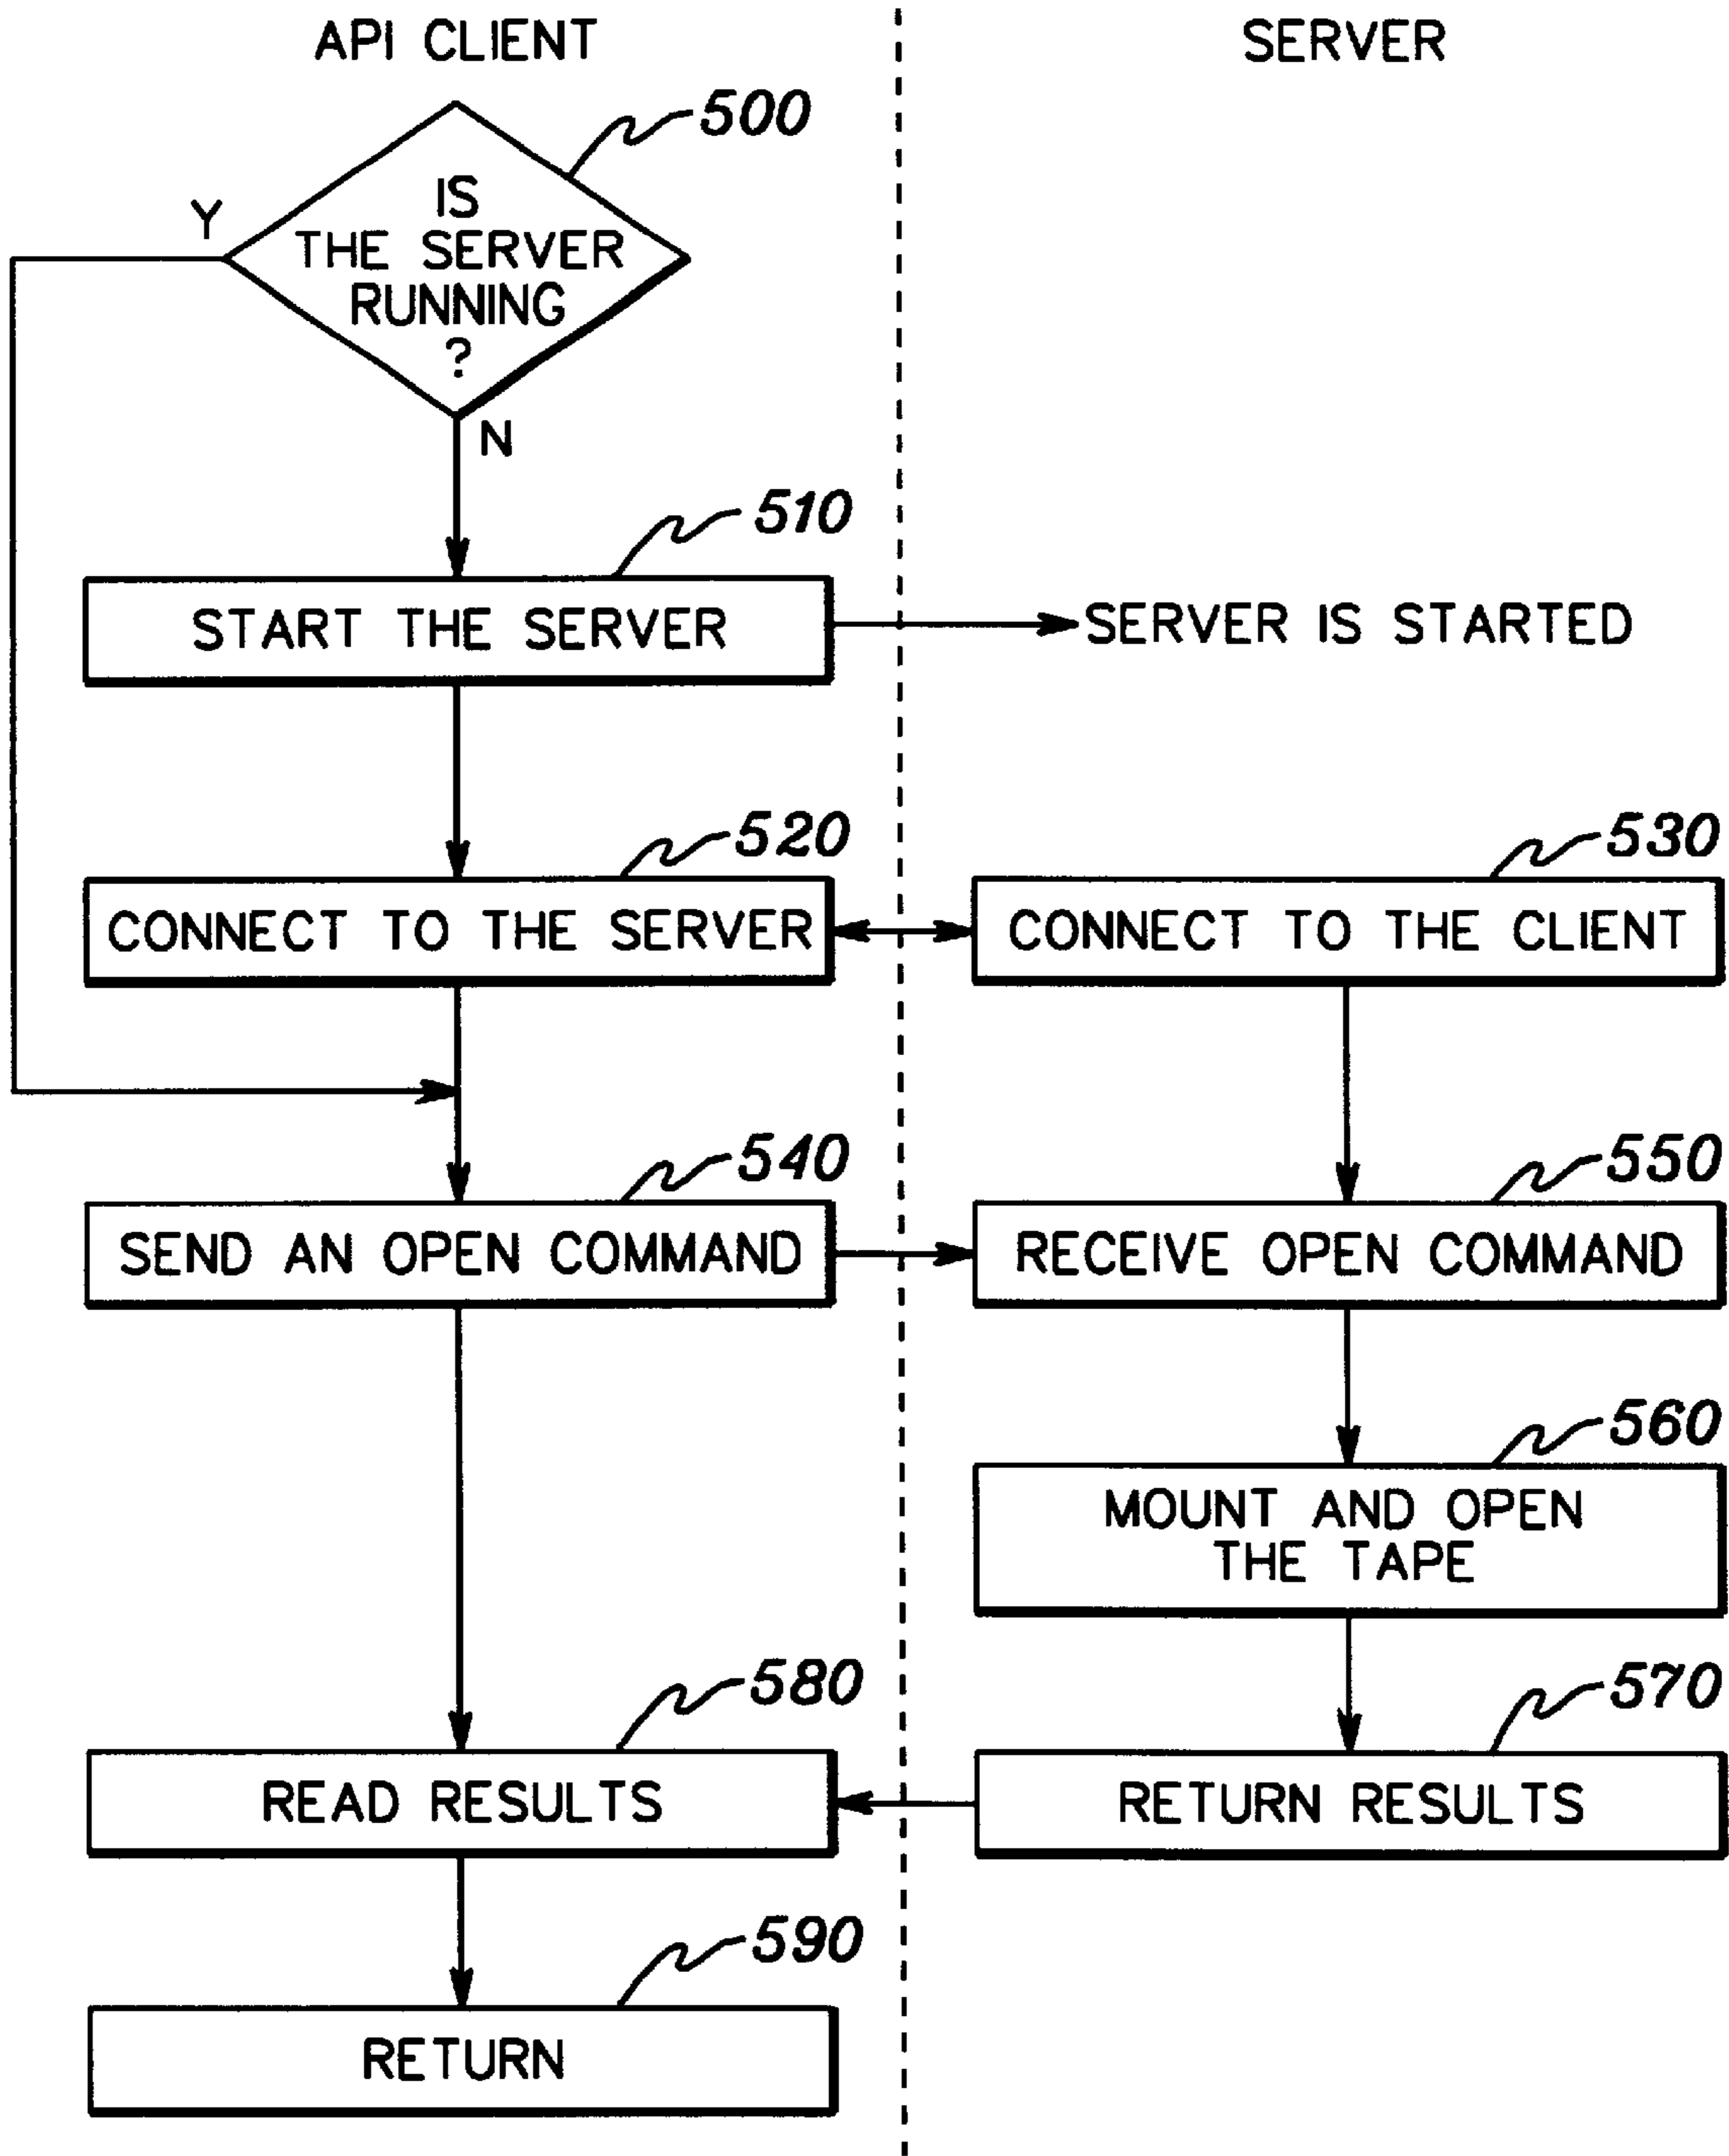 API CLIENT
SERVER
500
Y
IS
THE SERVER
RUNNING
?
N
510
START THE SERVER
SERVER IS STARTED
520
530
CONNECT TO THE SERVER
CONNECT TO THE CLIENT
540
550
SEND AN OPEN COMMAND
RECEIVE OPEN COMMAND
560
MOUNT AND OPEN
THE TAPE
580
570
READ RESULTS
RETURN RESULTS
590
RETURN